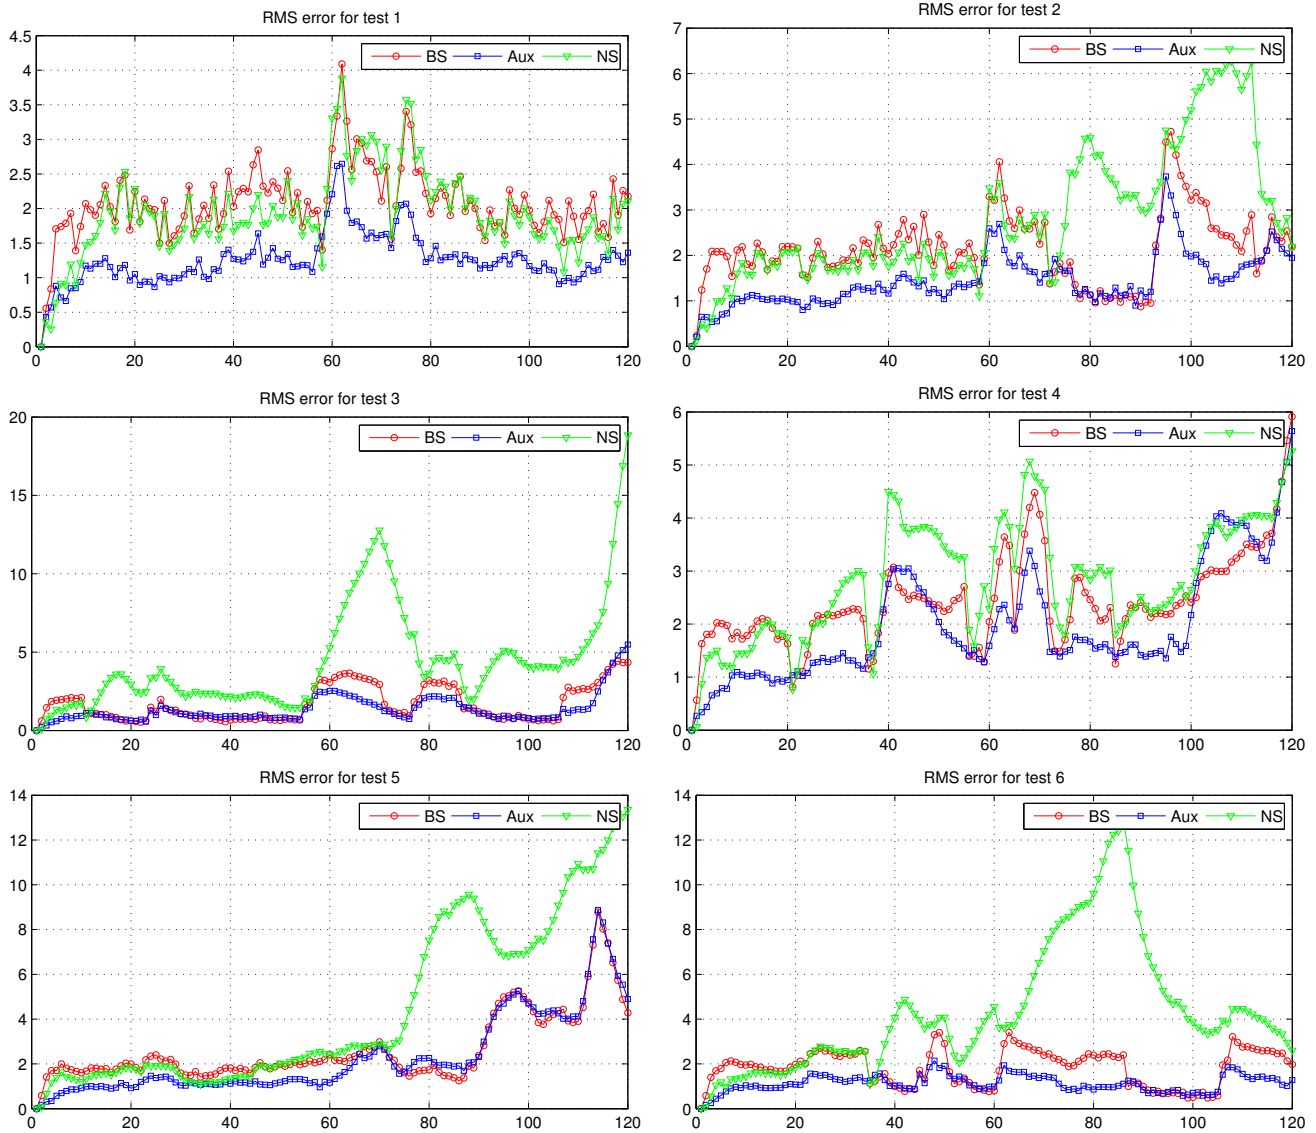 RMS error for test 1
4.5
4
3.5
3
2.5
2
1.5
1
0.5
0
0 20 40 60 80 100 120
BS Aux NS
RMS error for test 2
7
6
5
4
3
2
1
0
0 20 40 60 80 100 120
BS Aux NS
RMS error for test 3
20
15
10
5
0
0 20 40 60 80 100 120
BS Aux NS
RMS error for test 4
6
5
4
3
2
1
0
0 20 40 60 80 100 120
BS Aux NS
RMS error for test 5
14
12
10
8
6
4
2
0
0 20 40 60 80 100 120
BS Aux NS
RMS error for test 6
14
12
10
8
6
4
2
0
0 20 40 60 80 100 120
BS Aux NS